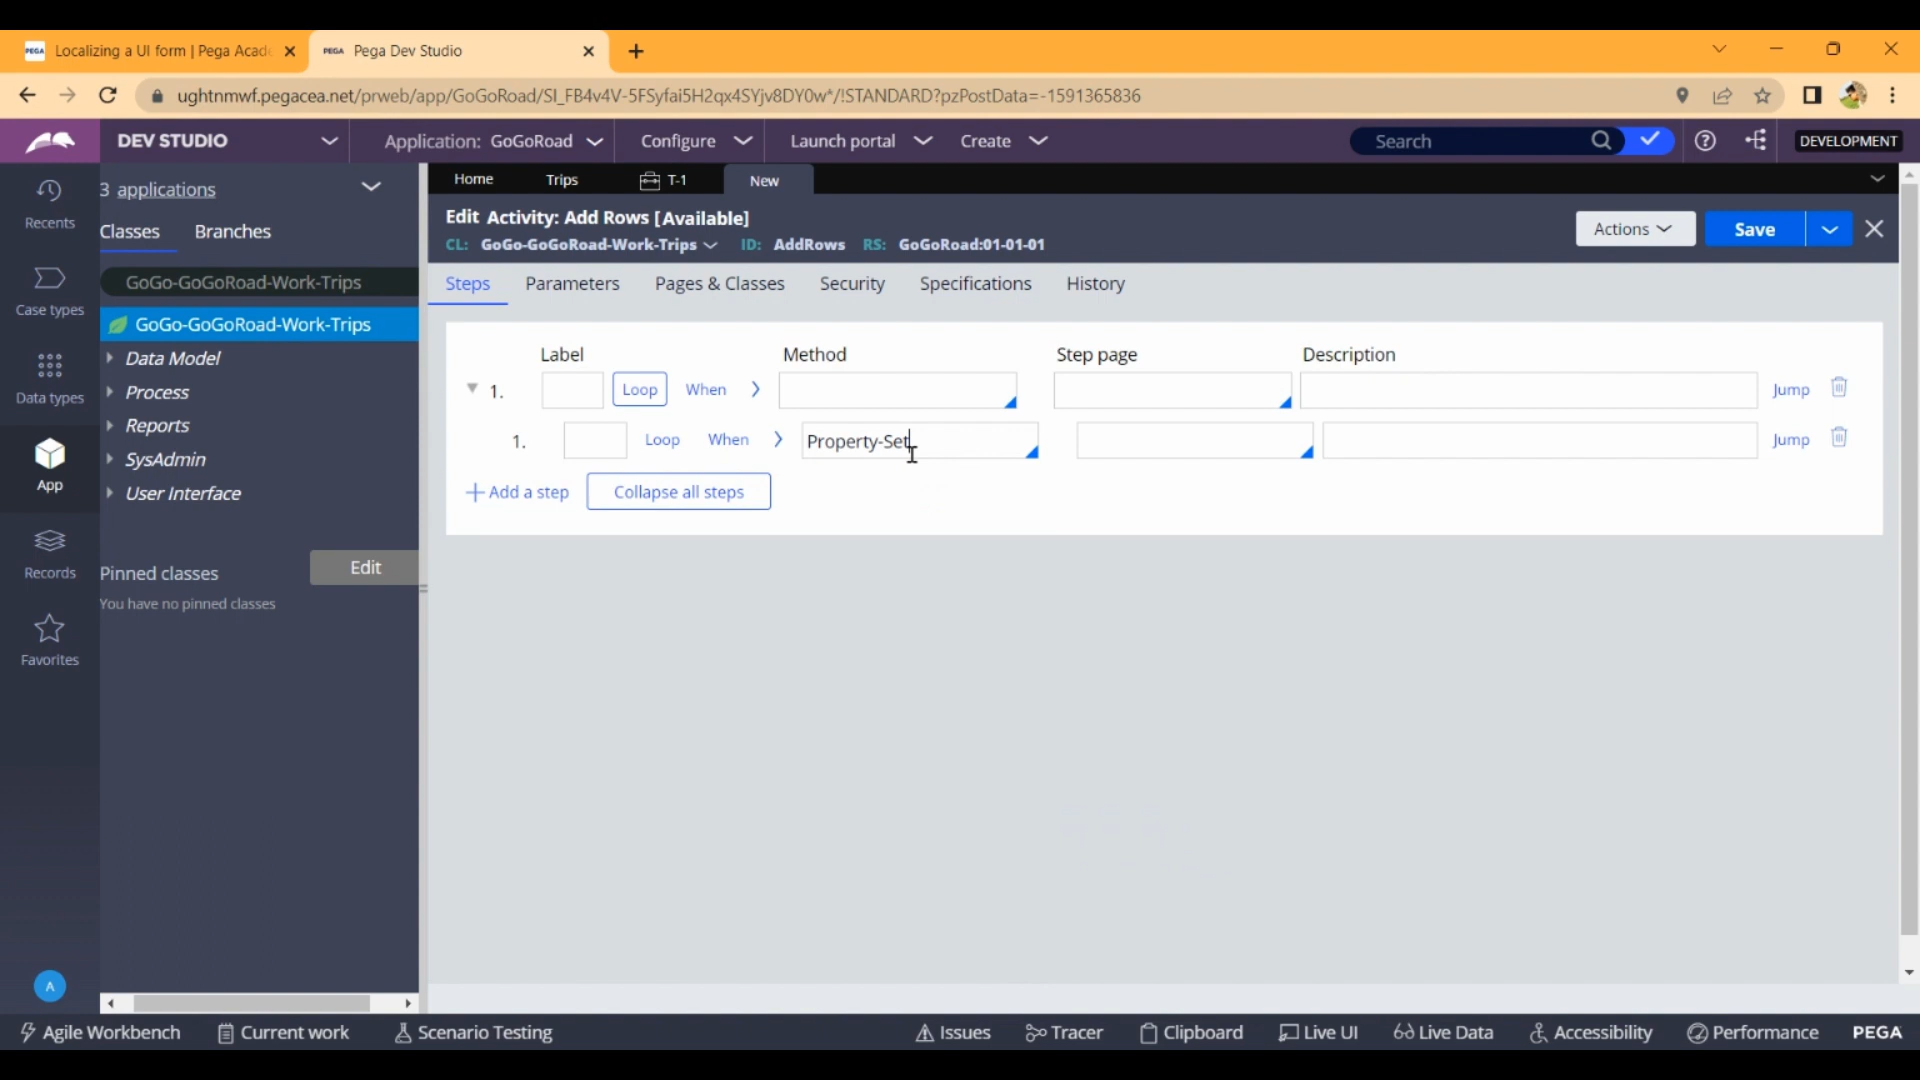 PEGA Localizing a UI form | Pega Acade
PEGA Pega Dev Studio
ughtnmwf.pegacea.net/prweb/app/GoGoRoad/SI_FB4v4V-5FSyfai5H2qx4SYjv8DY0w*/!STANDARD?pzPostData=-1591365836
DEV STUDIO
Application: GoGoRoad
Configure
Launch portal
Create
Search
DEVELOPMENT
Recents
Case types
Data types
App
Records
Favorites
A
3 applications
Classes
Branches
GoGo-GoGoRoad-Work-Trips
GoGo-GoGoRoad-Work-Trips
Data Model
Process
Reports
SysAdmin
User Interface
Pinned classes
Edit
You have no pinned classes
Home
Trips
T-1
New
Edit Activity: Add Rows [Available]
CL: GoGo-GoGoRoad-Work-Trips ID: AddRows RS: GoGoRoad:01-01-01
Actions
Save
Steps
Parameters
Pages & Classes
Security
Specifications
History
Label Method Step page Description
1. Loop When Jump
1. Loop When Property-Set Jump
Add a step
Collapse all steps
Agile Workbench
Current work
Scenario Testing
Issues
Tracer
Clipboard
Live UI
Live Data
Accessibility
Performance
PEGA